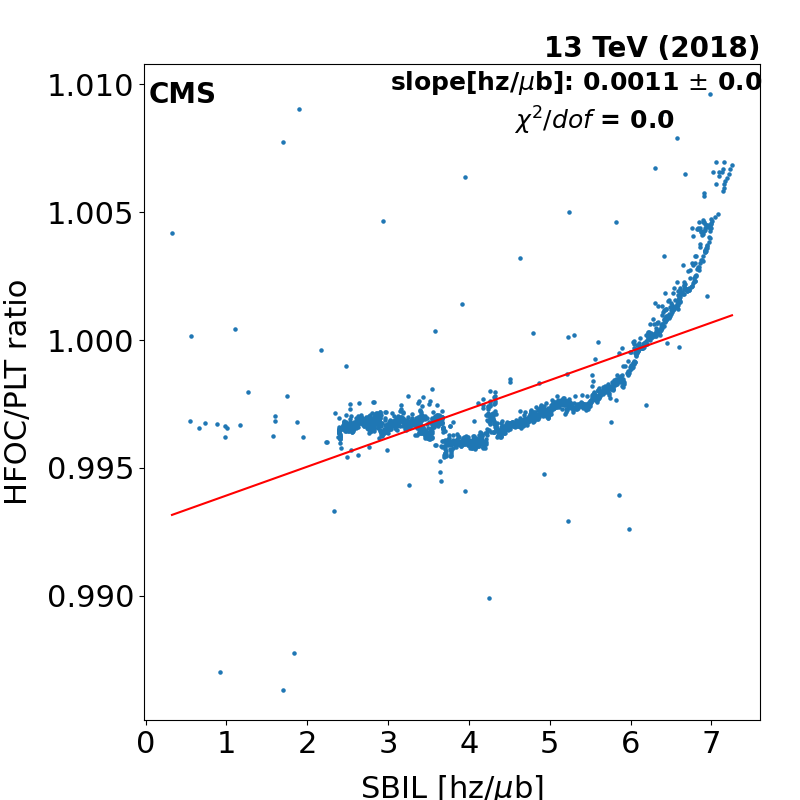 13 TeV (2018)
CMS
slope[hz/μb]: 0.0011 ± 0.0
χ²/dof = 0.0
1.010
1.005
1.000
0.995
0.990
HFOC/PLT ratio
0 1 2 3 4 5 6 7
SBIL [hz/μb]